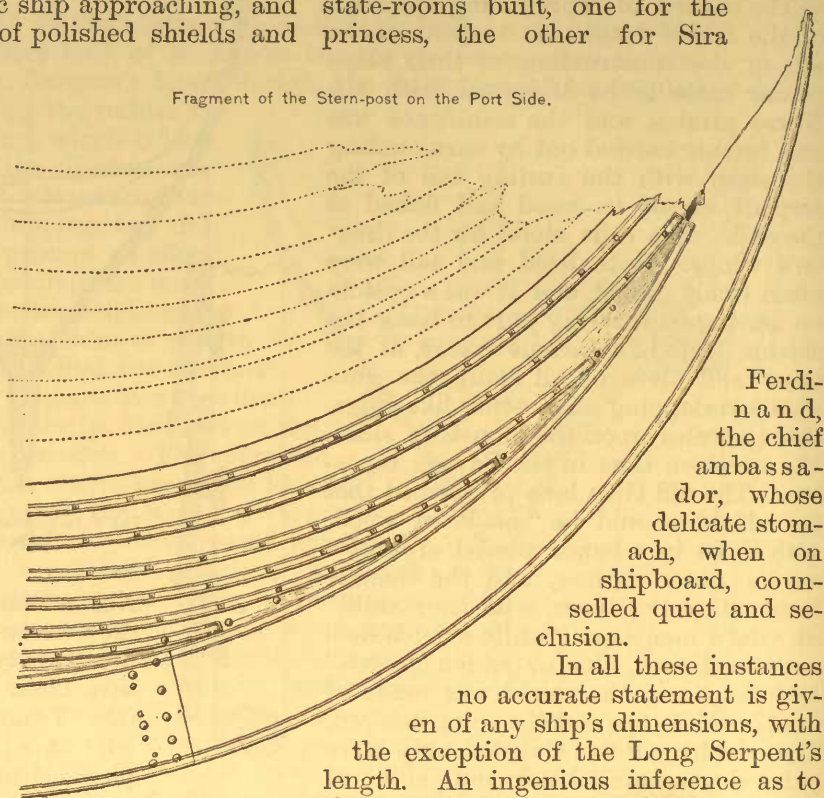 ship approaching, and
of polished shields and
state-rooms built, one for the
princess, the other for Sira
Fragment of the Stern-post on the Port Side.
Ferdi-
nand,
the chief
ambassa-
dor, whose
delicate stom-
ach, when on
shipboard, coun-
selled quiet and se-
clusion.
In all these instances
no accurate statement is giv-
en of any ship's dimensions, with
the exception of the Long Serpent's
length. An ingenious inference as to